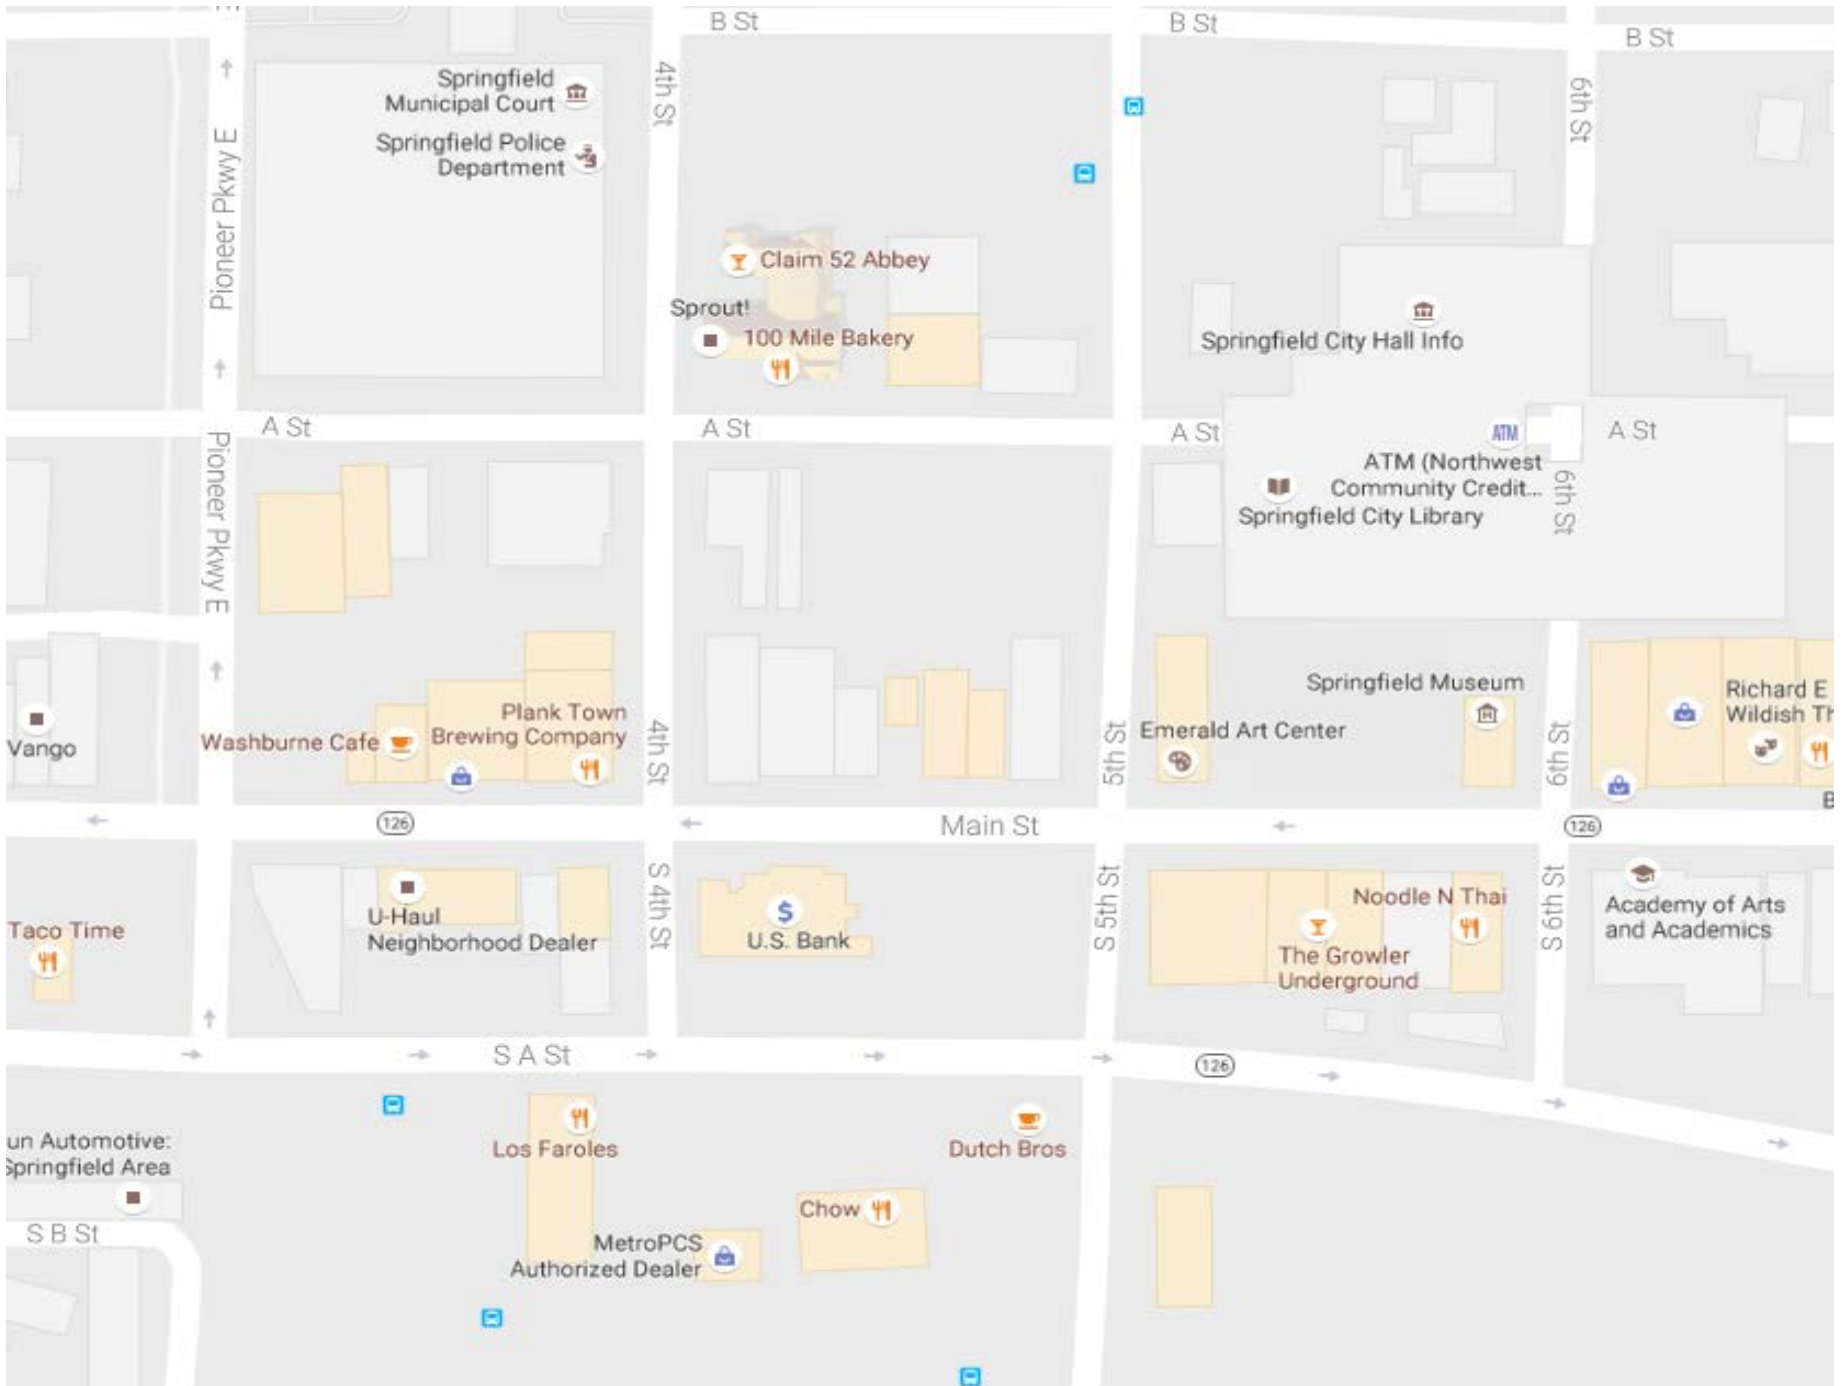 B St
B St
B St
Springfield
Municipal Court
4th St
6th St
Springfield Police
Department
Pioneer Pkwy E
Claim 52 Abbey
Sprout!
100 Mile Bakery
Springfield City Hall Info
A St
A St
A St
ATM
A St
ATM (Northwest
Community Credit...
Springfield City Library
6th St
Pioneer Pkwy E
Springfield Museum
Richard E
Wildish Th
Plank Town
Brewing Company
Washburne Cafe
Vango
4th St
5th St
Emerald Art Center
6th St
B
126
Main St
126
S 4th St
S 5th St
S 6th St
Noodle N Thai
Academy of Arts
and Academics
U-Haul
Neighborhood Dealer
Taco Time
$
U.S. Bank
The Growler
Underground
S A St
126
un Automotive:
Springfield Area
Los Faroles
Dutch Bros
Chow
S B St
MetroPCS
Authorized Dealer